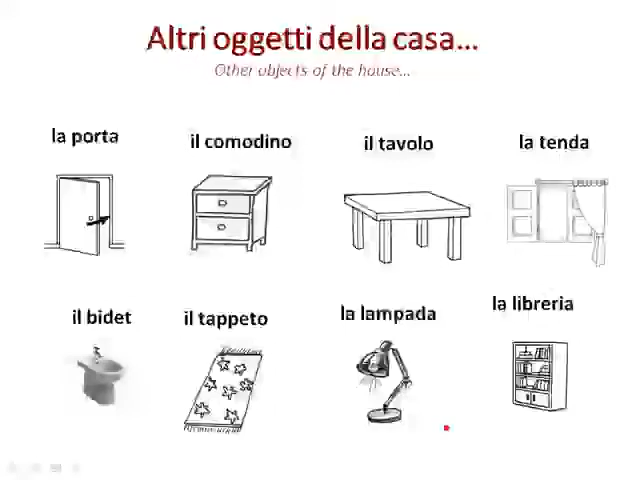 Altri oggetti della casa...
Other objects of the house...
la porta
il comodino
il tavolo
la tenda
il bidet
il tappeto
la lampada
la libreria